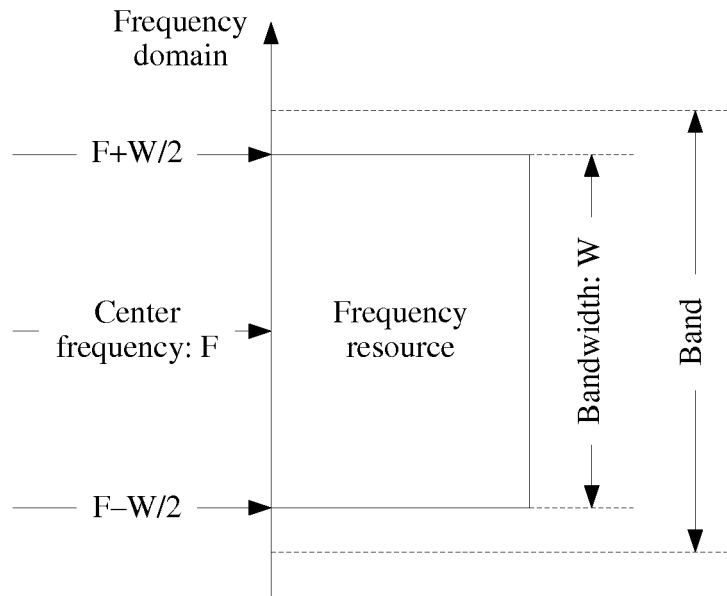 Frequency
domain
F+W/2
Center
frequency: F
Frequency
resource
F–W/2
Bandwidth: W
Band